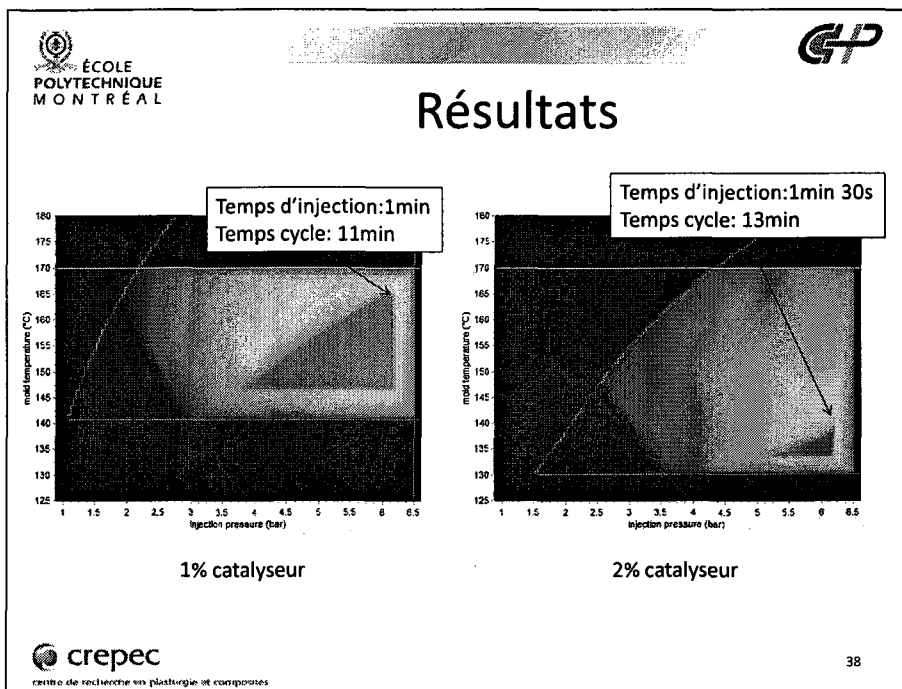 ÉCOLE
POLYTECHNIQUE
MONTRÉAL
Résultats
Temps d'injection:1min
Temps cycle: 11min
180
175
170
165
160
155
150
145
140
135
130
125
mold temperature (°C)
1 1.5 2 2.5 3 3.5 4 4.5 5 5.5 6 6.5
injection pressure (bar)
1% catalyseur
Temps d'injection:1min 30s
Temps cycle: 13min
180
175
170
165
160
155
150
145
140
135
130
125
mold temperature (°C)
1 1.5 2 2.5 3 3.5 4 4.5 5 5.5 6 6.5
injection pressure (bar)
2% catalyseur
crepec
centre de recherche en plasturgie et composites
38